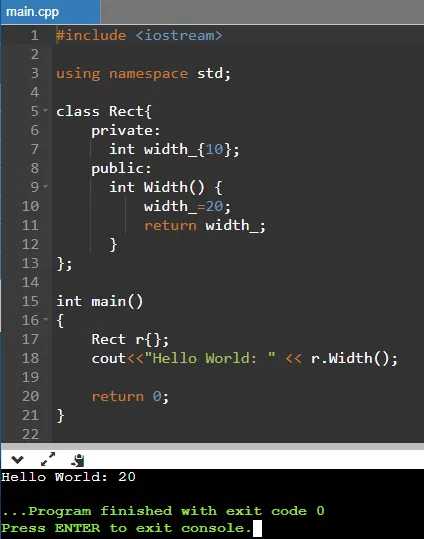 main.cpp
1 #include <iostream>
2
3 using namespace std;
4
5 class Rect{
6     private:
7       int width_{10};
8     public:
9       int Width() {
10           width_=20;
11           return width_;
12       }
13 };
14
15 int main()
16 {
17     Rect r{};
18     cout<<"Hello World: " << r.Width();
19
20     return 0;
21 }
22
Hello World: 20
...Program finished with exit code 0
Press ENTER to exit console.